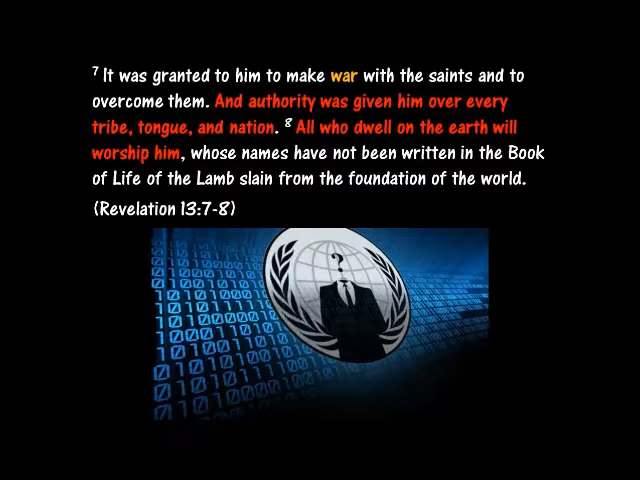 7 It was granted to him to make war with the saints and to
overcome them. And authority was given him over every
tribe, tongue, and nation. 8 All who dwell on the earth will
worship him, whose names have not been written in the Book
of Life of the Lamb slain from the foundation of the world.
(Revelation 13:7-8)
?